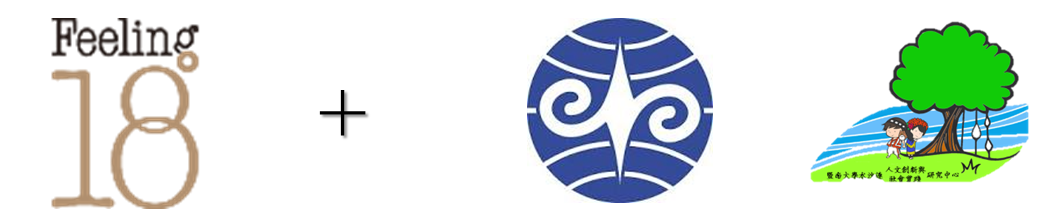 Feeling
18°
+
暨南大學水沙連
人文創新與
社會實踐
研究中心